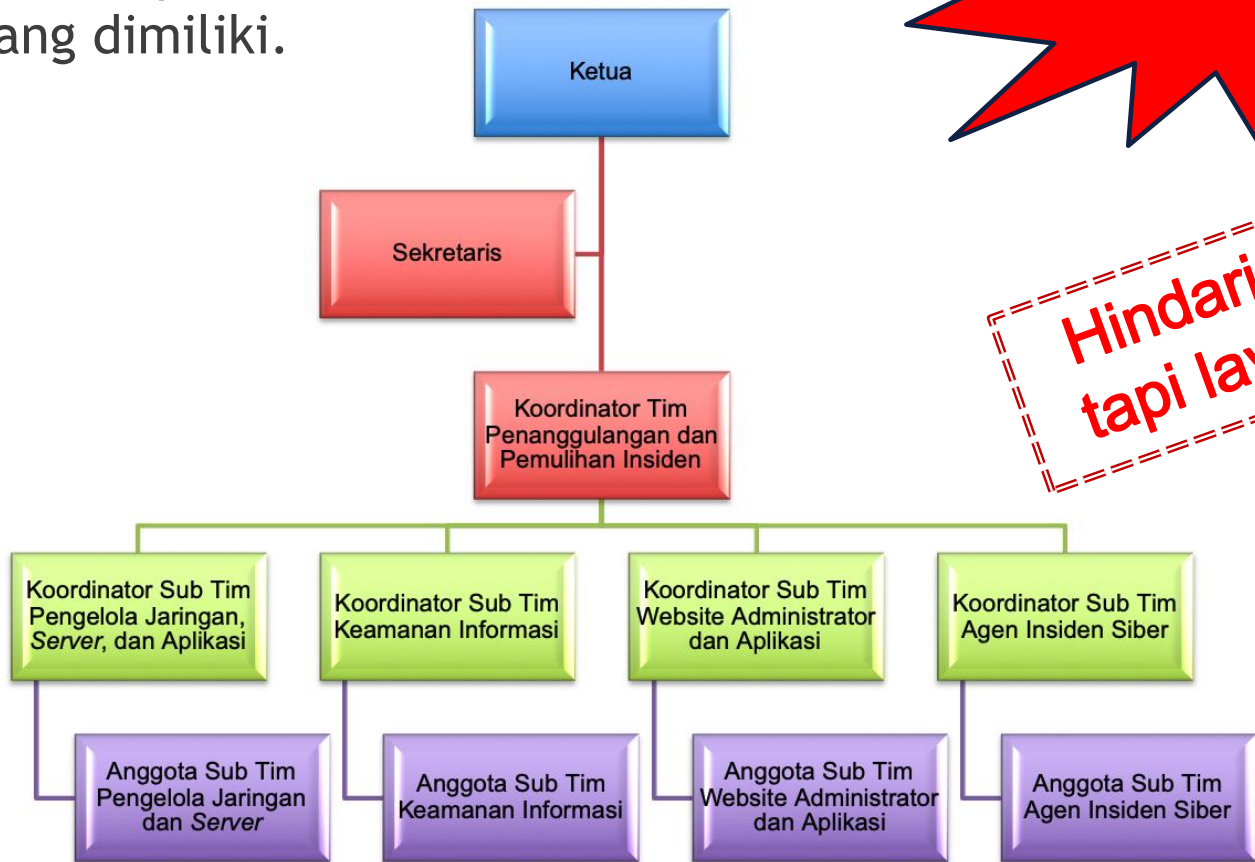 ang dimiliki.
Ketua
Sekretaris
Hindari
tapi la
Koordinator Tim
Penanggulangan dan
Pemulihan Insiden
Koordinator Sub Tim
Pengelola Jaringan,
Server, dan Aplikasi
Koordinator Sub Tim
Keamanan Informasi
Koordinator Sub Tim
Website Administrator
dan Aplikasi
Koordinator Sub Tim
Agen Insiden Siber
Anggota Sub Tim
Pengelola Jaringan
dan Server
Anggota Sub Tim
Keamanan Informasi
Anggota Sub Tim
Website Administrator
dan Aplikasi
Anggota Sub Tim
Agen Insiden Siber